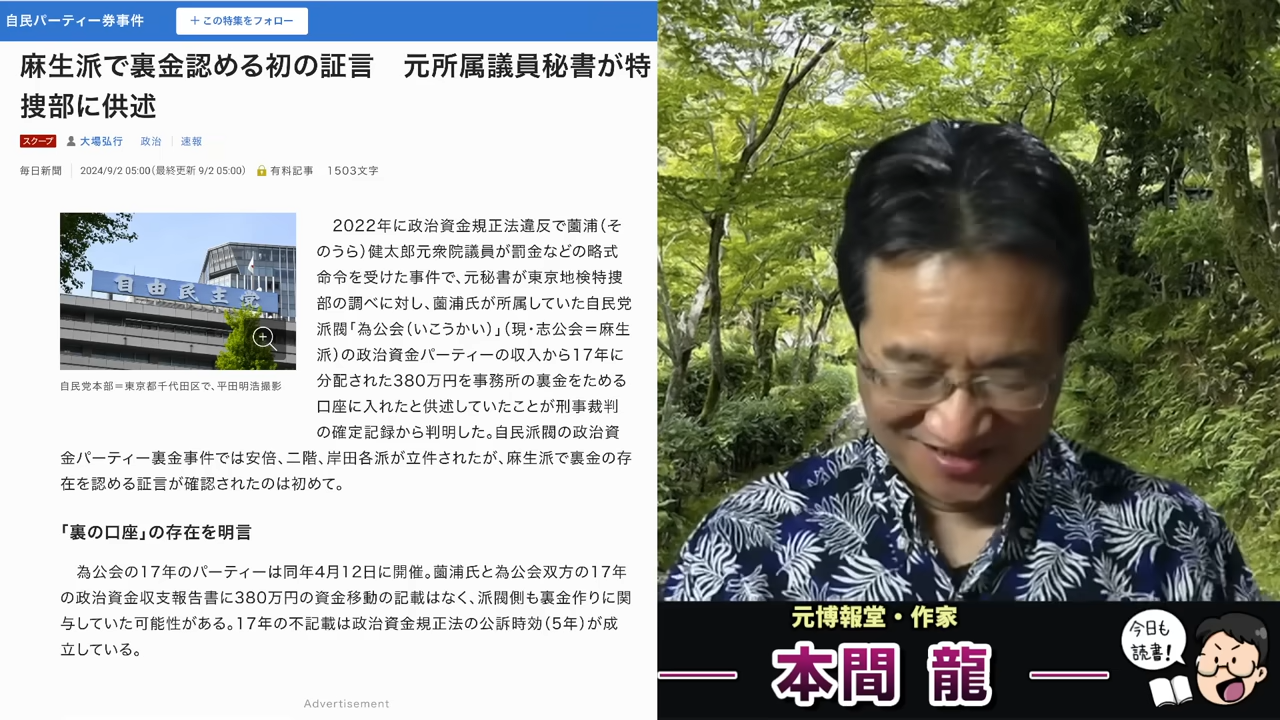 自民パーティー券事件
＋ この特集をフォロー
麻生派で裏金認める初の証言　元所属議員秘書が特
捜部に供述
スクープ 大場弘行 政治 速報
毎日新聞 2024/9/2 05:00（最終更新 9/2 05:00） 有料記事 1503文字
自由民主党
自民党本部＝東京都千代田区で、平田明浩撮影
2022年に政治資金規正法違反で薗浦（そ
のうら）健太郎元衆院議員が罰金などの略式
命令を受けた事件で、元秘書が東京地検特捜
部の調べに対し、薗浦氏が所属していた自民党
派閥「為公会（いこうかい）」（現・志公会＝麻生
派）の政治資金パーティーの収入から17年に
分配された380万円を事務所の裏金をためる
口座に入れたと供述していたことが刑事裁判
の確定記録から判明した。自民派閥の政治資
金パーティー裏金事件では安倍、二階、岸田各派が立件されたが、麻生派で裏金の存
在を認める証言が確認されたのは初めて。
「裏の口座」の存在を明言
為公会の17年のパーティーは同年4月12日に開催。薗浦氏と為公会双方の17年
の政治資金収支報告書に380万円の資金移動の記載はなく、派閥側も裏金作りに関
与していた可能性がある。17年の不記載は政治資金規正法の公訴時効（5年）が成
立している。
Advertisement
元博報堂・作家
本間 龍
今日も
読書！